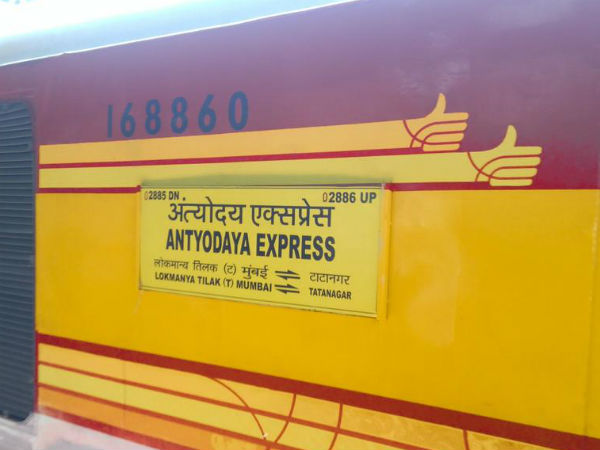 168860
02885 DN 02886 UP
अंत्योदय एक्सप्रेस
ANTYODAYA EXPRESS
लोकमान्य तिलक (ट) मुंबई टाटानगर
LOKMANYA TILAK (T) MUMBAI TATANAGAR